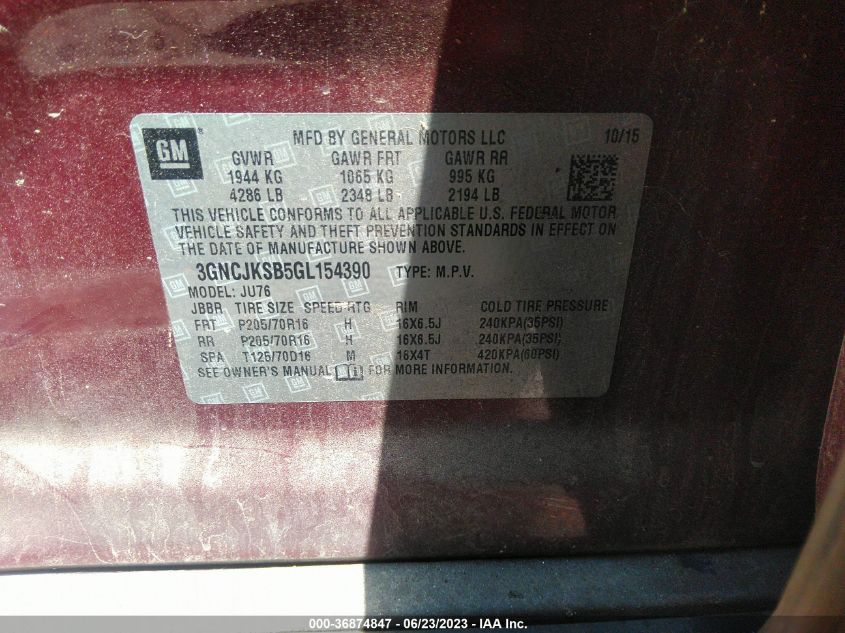 GM
MFD BY GENERAL MOTORS LLC 10/15
GVWR GAWR FRT GAWR RR
1944 KG 1065 KG 995 KG
4286 LB 2348 LB 2194 LB
THIS VEHICLE CONFORMS TO ALL APPLICABLE U.S. FEDERAL MOTOR
VEHICLE SAFETY AND THEFT PREVENTION STANDARDS IN EFFECT ON
THE DATE OF MANUFACTURE SHOWN ABOVE.
3GNCJKSB5GL154390 TYPE: M.P.V.
MODEL: JU76
JBBR TIRE SIZE SPEED RTG RIM COLD TIRE PRESSURE
FRT P205/70R16 H 16X6.5J 240KPA(35PSI)
RR P205/70R16 H 16X6.5J 240KPA(35PSI)
SPA T125/70D16 M 16X4T 420KPA(60PSI)
SEE OWNER'S MANUAL FOR MORE INFORMATION.
000-36874847 - 06/23/2023 - IAA Inc.